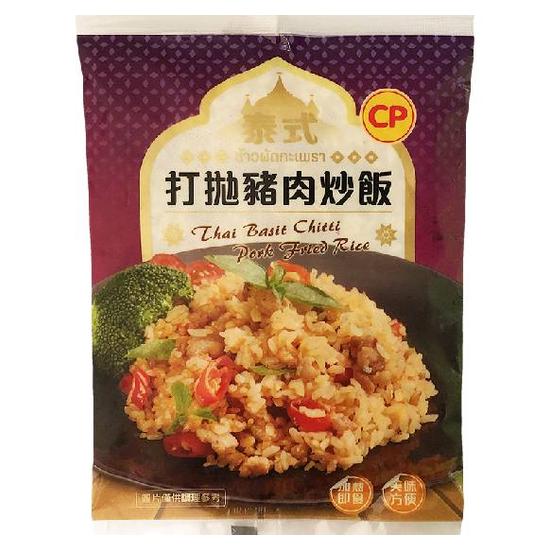 CP
泰式
ข้าวผัดกะเพรา
打拋豬肉炒飯
Thai Basit Chitti
Pork Fried Rice
加熱
即食
美味
方便
圖片僅供調理參考